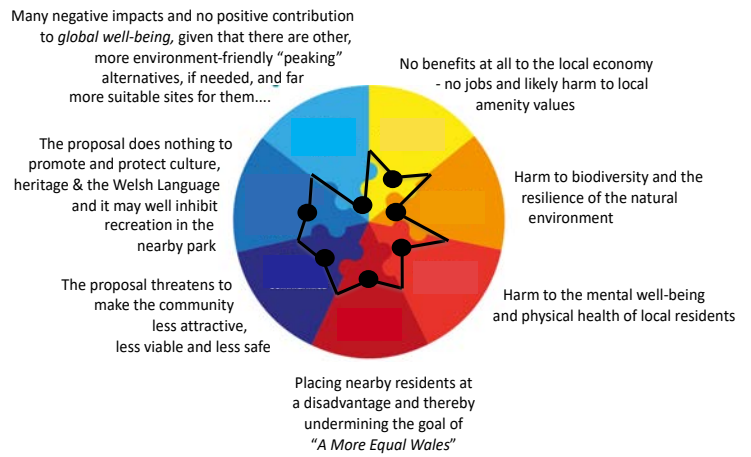 Many negative impacts and no positive contribution
to global well-being, given that there are other,
more environment-friendly “peaking”
alternatives, if needed, and far
more suitable sites for them....
No benefits at all to the local economy
- no jobs and likely harm to local
amenity values
The proposal does nothing to
promote and protect culture,
heritage & the Welsh Language
and it may well inhibit
recreation in the
nearby park
Harm to biodiversity and the
resilience of the natural
environment
The proposal threatens to
make the community
less attractive,
less viable and less safe
Harm to the mental well-being
and physical health of local residents
Placing nearby residents at
a disadvantage and thereby
undermining the goal of
“A More Equal Wales”